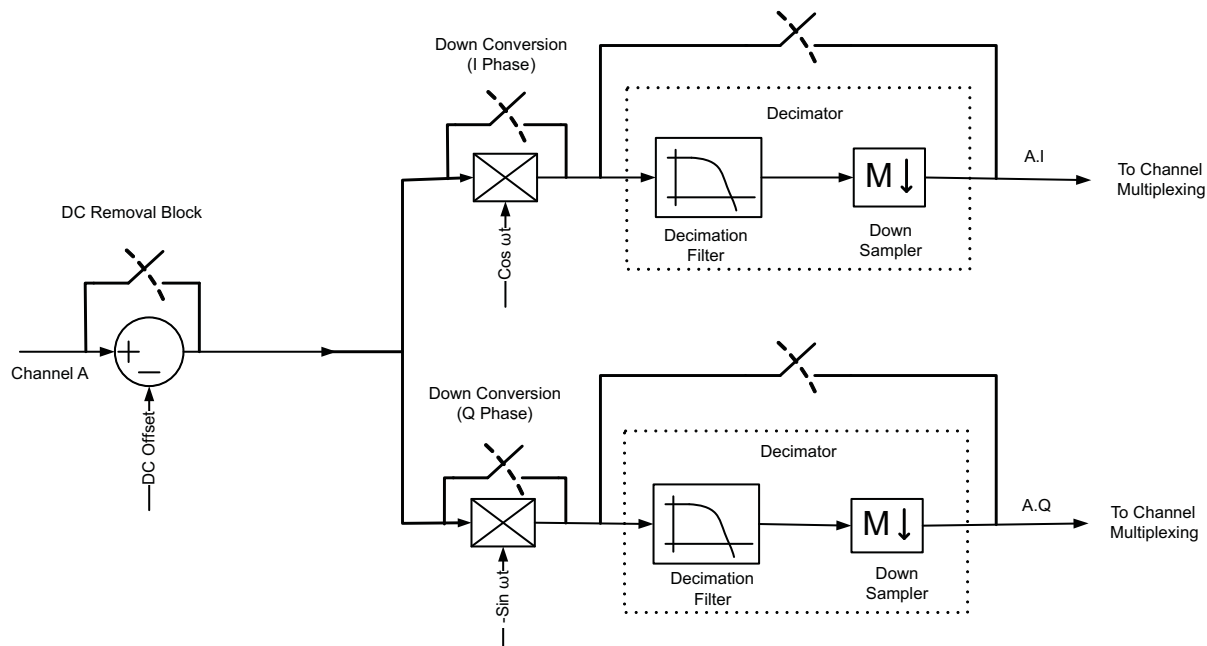 Down Conversion
(I Phase)
Decimator
A.I
To Channel
Multiplexing
M
Decimation
Filter
Down
Sampler
Cos ωt
DC Removal Block
+
−
Channel A
DC Offset
Down Conversion
(Q Phase)
Decimator
A.Q
To Channel
Multiplexing
M
Decimation
Filter
Down
Sampler
-Sin ωt